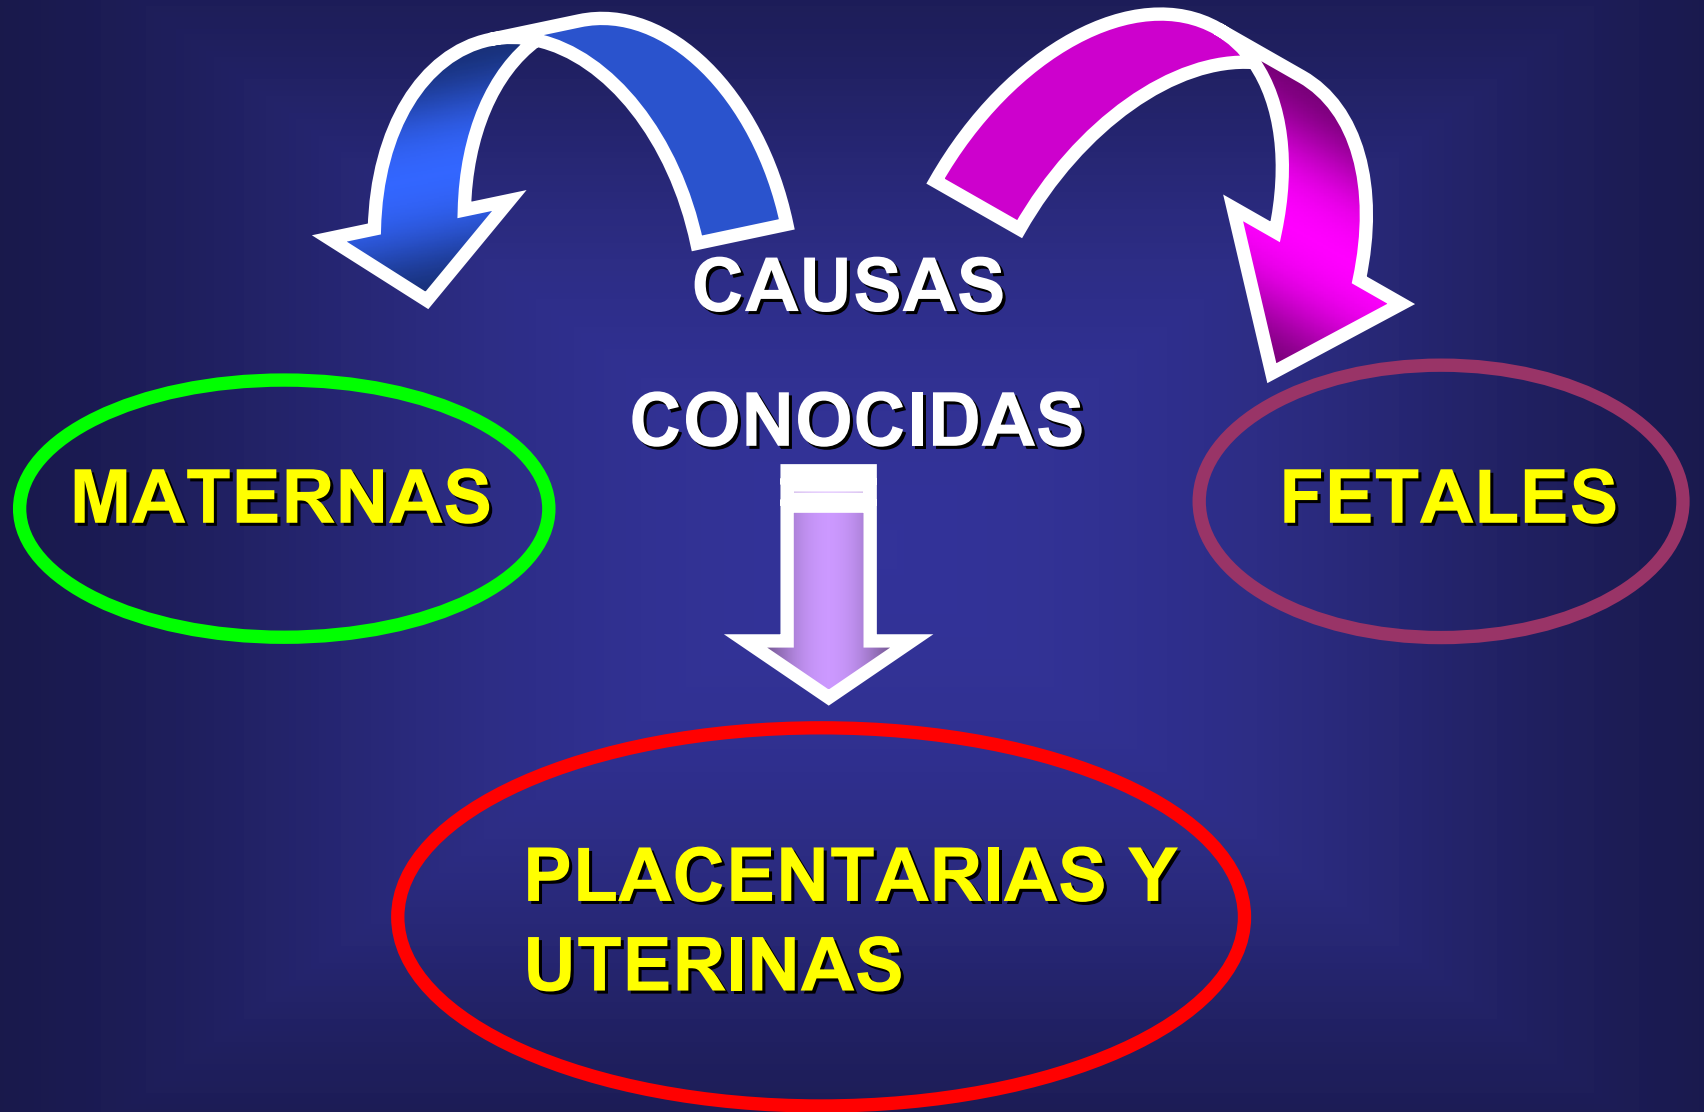 CAUSAS
CONOCIDAS
MATERNAS
FETALES
PLACENTARIAS Y
UTERINAS